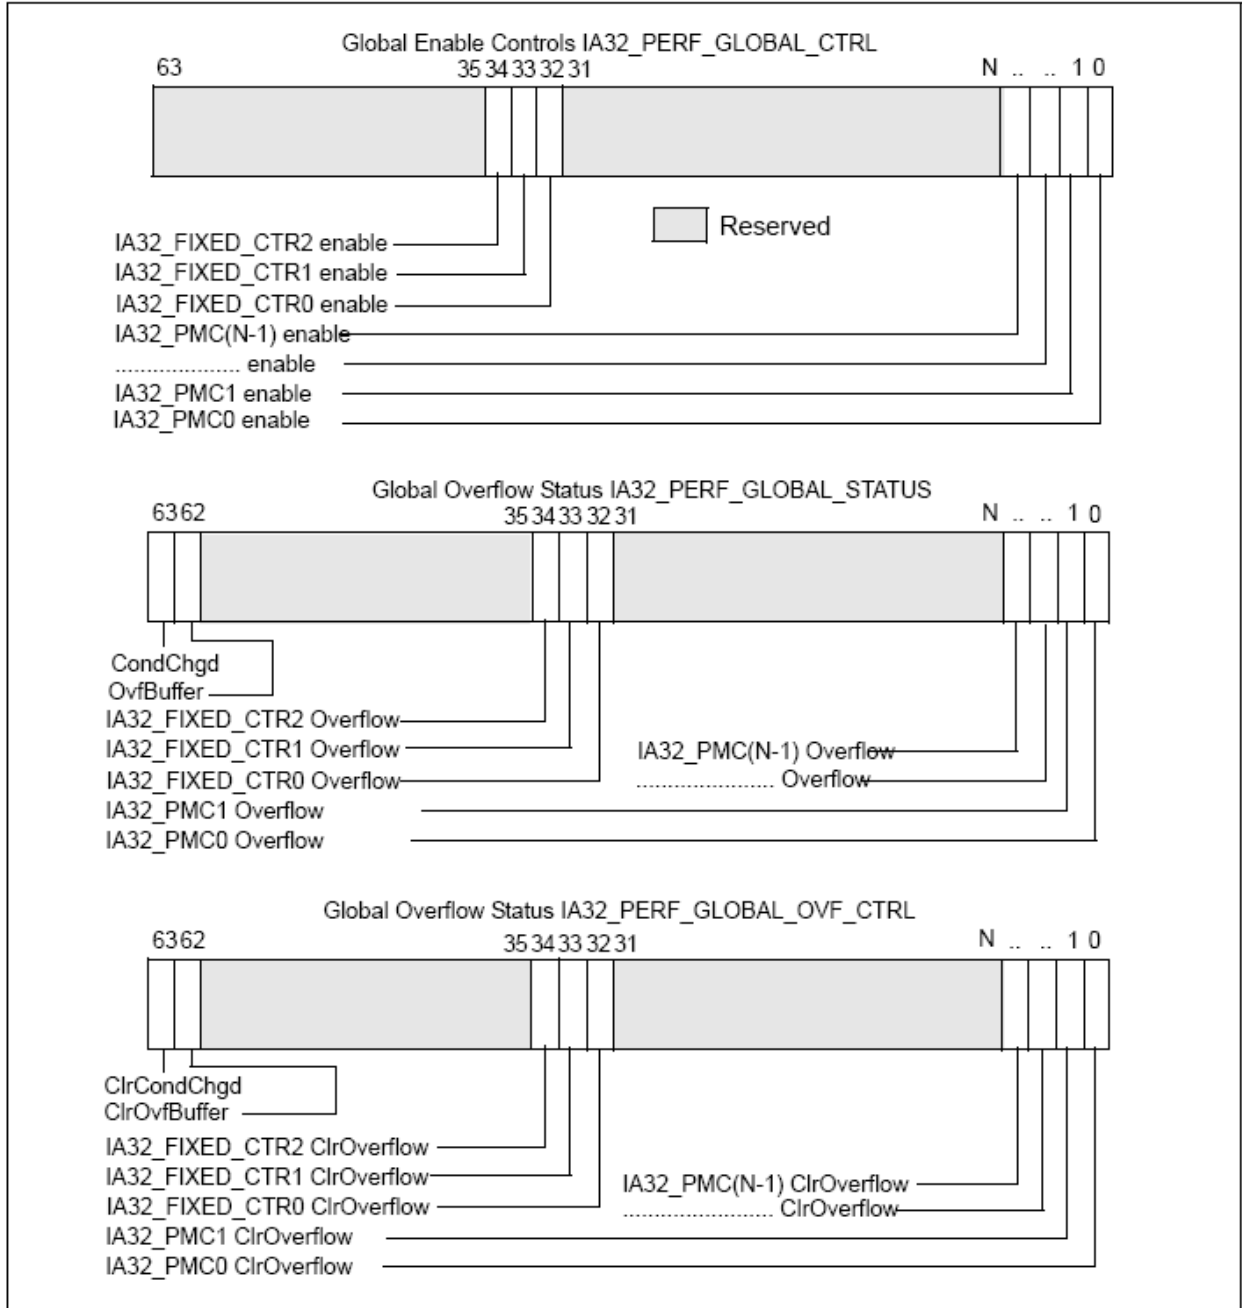 Global Enable Controls IA32_PERF_GLOBAL_CTRL
63 35 34 33 32 31 N .. .. 1 0
Reserved
IA32_FIXED_CTR2 enable
IA32_FIXED_CTR1 enable
IA32_FIXED_CTR0 enable
IA32_PMC(N-1) enable
.................... enable
IA32_PMC1 enable
IA32_PMC0 enable
Global Overflow Status IA32_PERF_GLOBAL_STATUS
63 62 35 34 33 32 31 N .. .. 1 0
CondChgd
OvfBuffer
IA32_FIXED_CTR2 Overflow
IA32_FIXED_CTR1 Overflow IA32_PMC(N-1) Overflow
IA32_FIXED_CTR0 Overflow ...................... Overflow
IA32_PMC1 Overflow
IA32_PMC0 Overflow
Global Overflow Status IA32_PERF_GLOBAL_OVF_CTRL
63 62 35 34 33 32 31 N .. .. 1 0
ClrCondChgd
ClrOvfBuffer
IA32_FIXED_CTR2 ClrOverflow
IA32_FIXED_CTR1 ClrOverflow IA32_PMC(N-1) ClrOverflow
IA32_FIXED_CTR0 ClrOverflow ........................ ClrOverflow
IA32_PMC1 ClrOverflow
IA32_PMC0 ClrOverflow